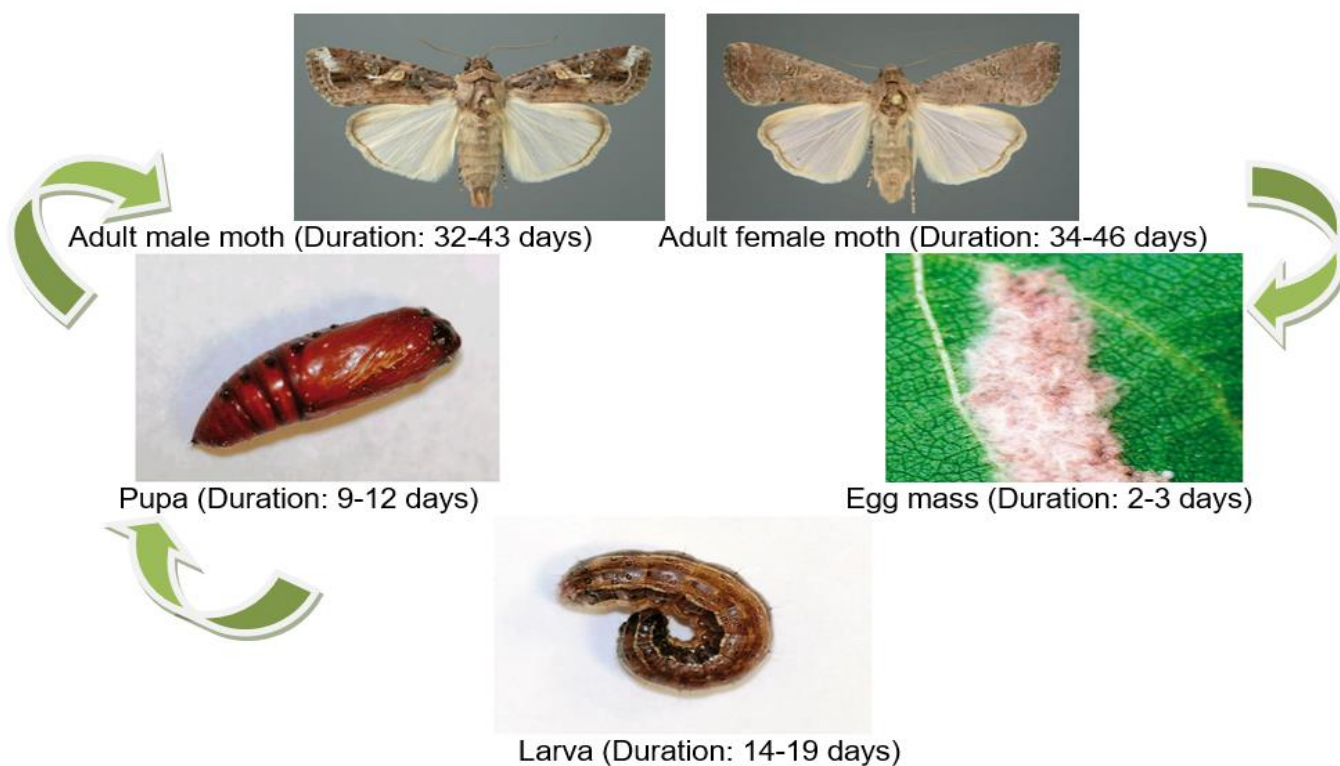 Adult male moth (Duration: 32-43 days)
Adult female moth (Duration: 34-46 days)
Pupa (Duration: 9-12 days)
Egg mass (Duration: 2-3 days)
Larva (Duration: 14-19 days)